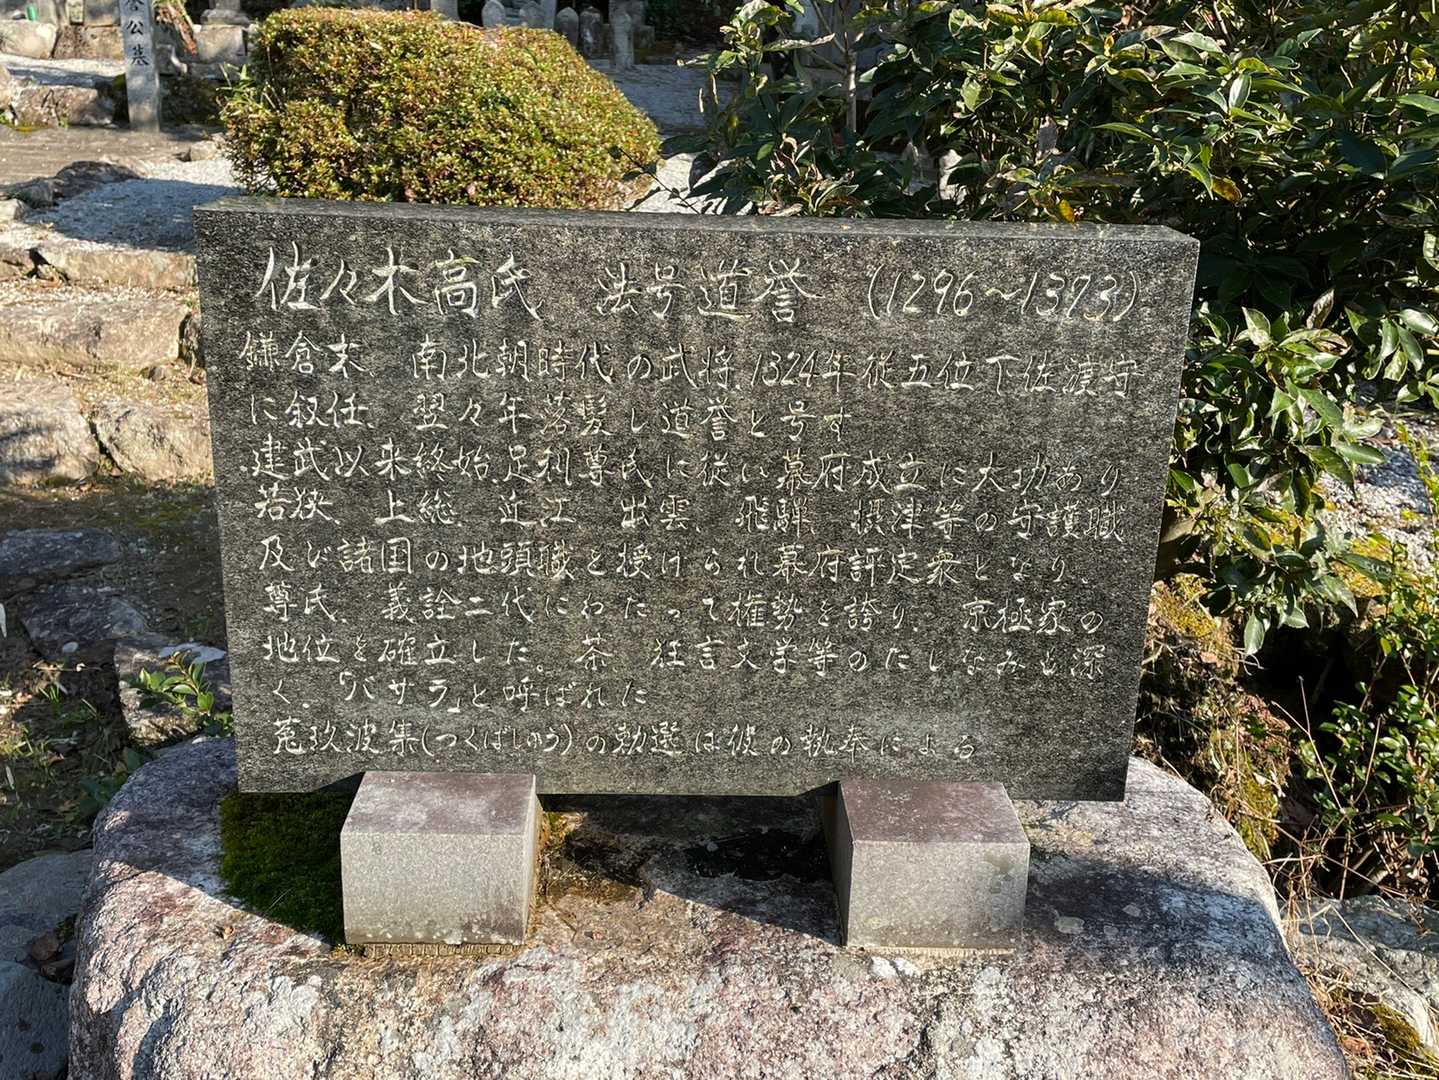 誉公墓
佐々木高氏 法号道誉 (1296~1373)
鎌倉末 南北朝時代の武将、1324年従五位下佐渡守
に叙任、翌々年落髪し道誉と号す
建武以来終始足利尊氏に従い幕府成立に大功あり
若狭、上総、近江、出雲、飛騨、摂津等の守護職
及び諸国の地頭職を授けられ幕府評定衆となり、
尊氏、義詮二代にわたって権勢を誇り、京極家の
地位を確立した。茶、狂言文学等のたしなみも深
く、「バサラ」と呼ばれた
菟玖波集(つくばしゅう)の勅選は彼の執奉による